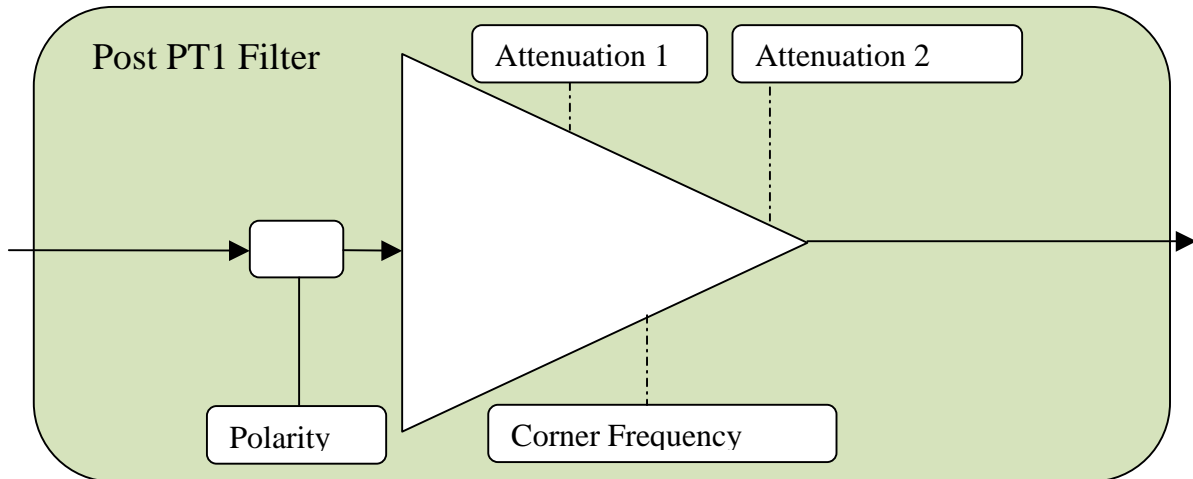 Post PT1 Filter
Attenuation 1
Attenuation 2
Polarity
Corner Frequency